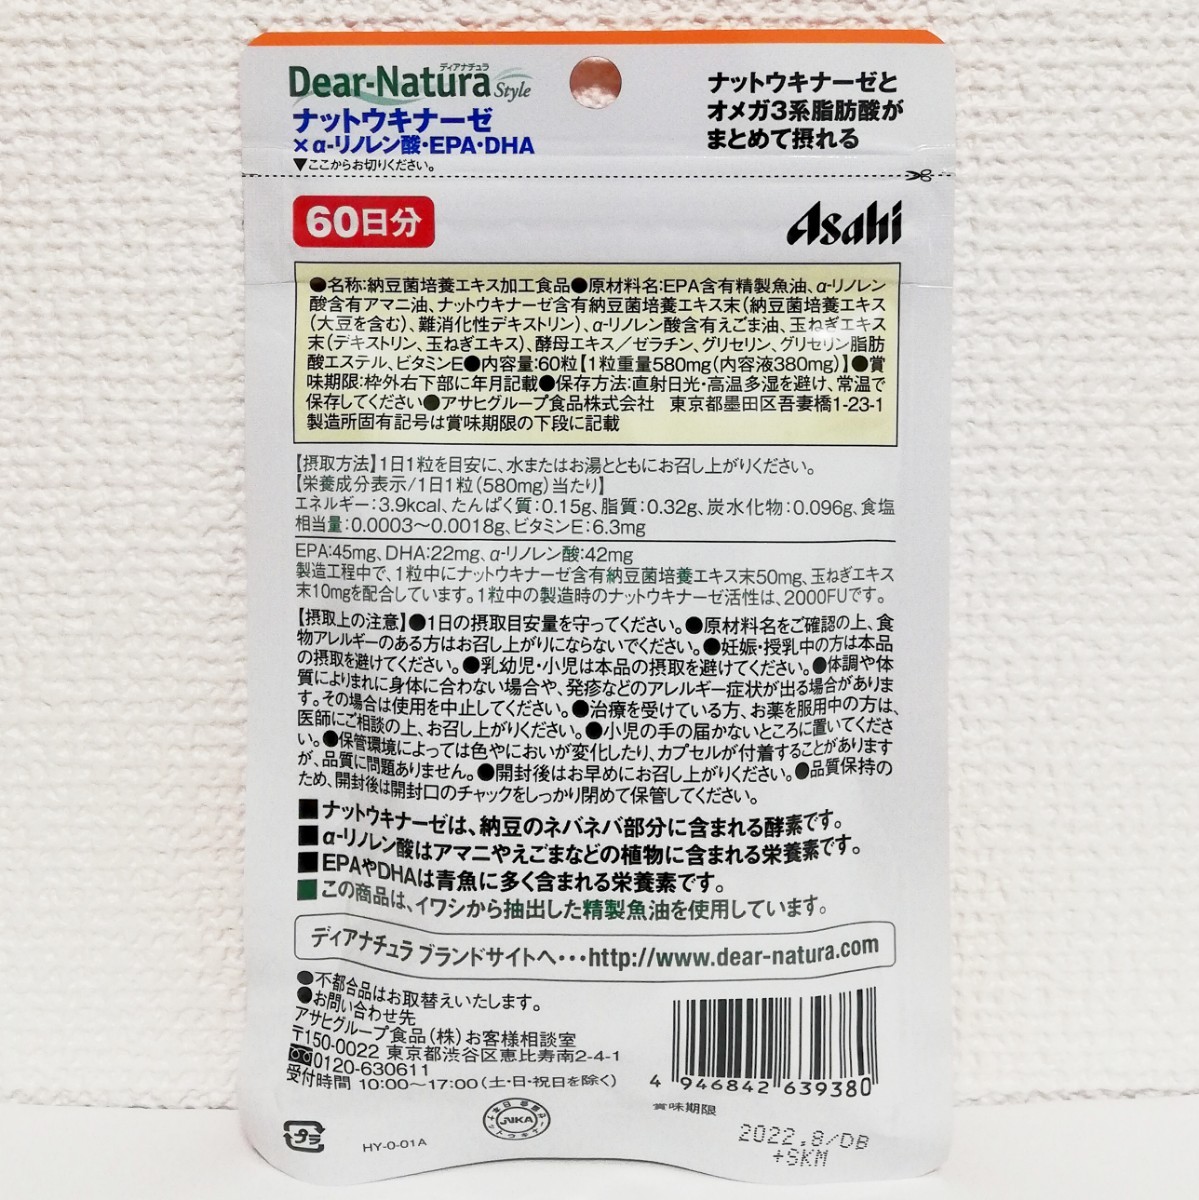 ディアナチュラ
Dear-Natura Style
ナットウキナーゼ
×α-リノレン酸・EPA・DHA
▼ここからお切りください。
ナットウキナーゼと
オメガ3系脂肪酸が
まとめて摂れる
60日分
Asahi
●名称:納豆菌培養エキス加工食品●原材料名:EPA含有精製魚油、α-リノレン
酸含有アマニ油、ナットウキナーゼ含有納豆菌培養エキス末(納豆菌培養エキス
(大豆を含む)、難消化性デキストリン)、α-リノレン酸含有えごま油、玉ねぎエキス
末(デキストリン、玉ねぎエキス)、酵母エキス/ゼラチン、グリセリン、グリセリン脂肪
酸エステル、ビタミンE●内容量:60粒【1粒重量580mg(内容液380mg)】●賞
味期限:枠外右下部に年月記載●保存方法:直射日光・高温多湿を避け、常温で
保存してください●アサヒグループ食品株式会社 東京都墨田区吾妻橋1-23-1
製造所固有記号は賞味期限の下段に記載
【摂取方法】1日1粒を目安に、水またはお湯とともにお召し上がりください。
【栄養成分表示/1日1粒(580mg)当たり】
エネルギー:3.9kcal、たんぱく質:0.15g、脂質:0.32g、炭水化物:0.096g、食塩
相当量:0.0003〜0.0018g、ビタミンE:6.3mg
EPA:45mg、DHA:22mg、α-リノレン酸:42mg
製造工程中で、1粒中にナットウキナーゼ含有納豆菌培養エキス末50mg、玉ねぎエキス
末10mgを配合しています。1粒中の製造時のナットウキナーゼ活性は、2000FUです。
【摂取上の注意】●1日の摂取目安量を守ってください。●原材料名をご確認の上、食
物アレルギーのある方はお召し上がりにならないでください。●妊娠・授乳中の方は本品
の摂取を避けてください。●乳幼児・小児は本品の摂取を避けてください。●体調や体
質によりまれに身体に合わない場合や、発疹などのアレルギー症状が出る場合がありま
す。その場合は使用を中止してください。●治療を受けている方、お薬を服用中の方は、
医師にご相談の上、お召し上がりください。●小児の手の届かないところに置いてくださ
い。●保管環境によっては色やにおいが変化したり、カプセルが付着することがあります
が、品質に問題ありません。●開封後はお早めにお召し上がりください。●品質保持の
ため、開封後は開封口のチャックをしっかり閉めて保管してください。
■ナットウキナーゼは、納豆のネバネバ部分に含まれる酵素です。
■α-リノレン酸はアマニやえごまなどの植物に含まれる栄養素です。
■EPAやDHAは青魚に多く含まれる栄養素です。
■この商品は、イワシから抽出した精製魚油を使用しています。
ディアナチュラ ブランドサイトへ・・・http://www.dear-natura.com
●不都合品はお取替えいたします。
●お問い合わせ先
アサヒグループ食品(株)お客様相談室
〒150-0022 東京都渋谷区恵比寿南2-4-1
0120-630611
受付時間 10:00〜17:00(土・日・祝日を除く)
4 946842 639380
賞味期限
2022.8/DB
+SKM
プラ
HY-0-01A
JNKA